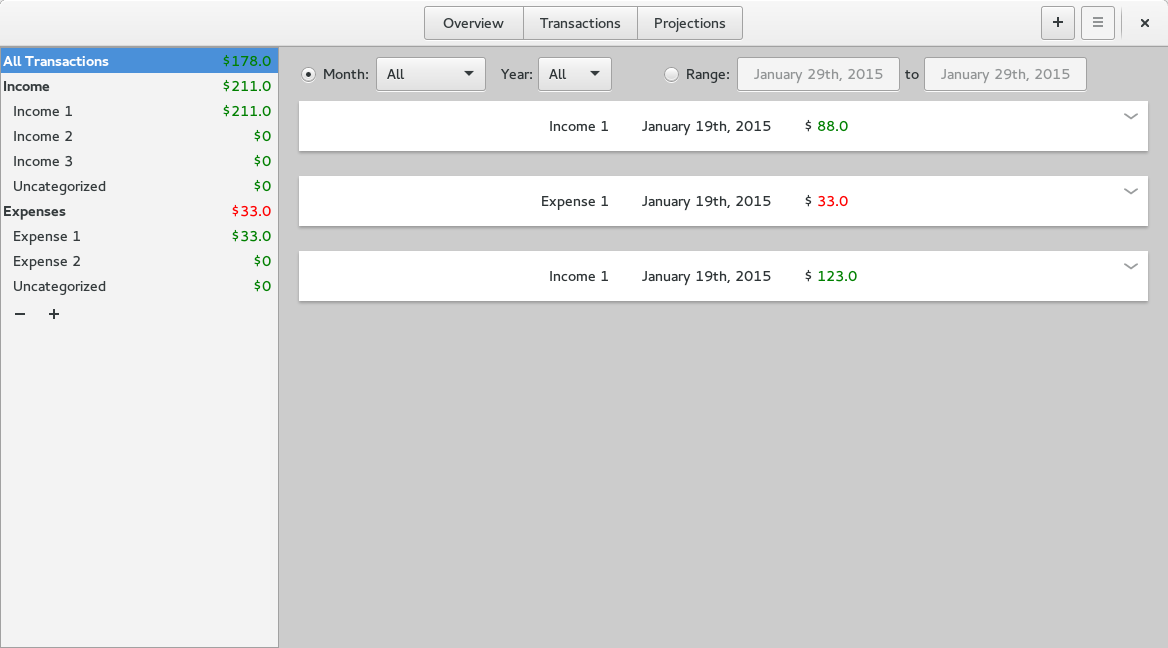 Overview Transactions Projections
All Transactions $178.0
Income $211.0
Income 1 $211.0
Income 2 $0
Income 3 $0
Uncategorized $0
Expenses $33.0
Expense 1 $33.0
Expense 2 $0
Uncategorized $0
Month: All Year: All Range: January 29th, 2015 to January 29th, 2015
Income 1 January 19th, 2015 $ 88.0
Expense 1 January 19th, 2015 $ 33.0
Income 1 January 19th, 2015 $ 123.0